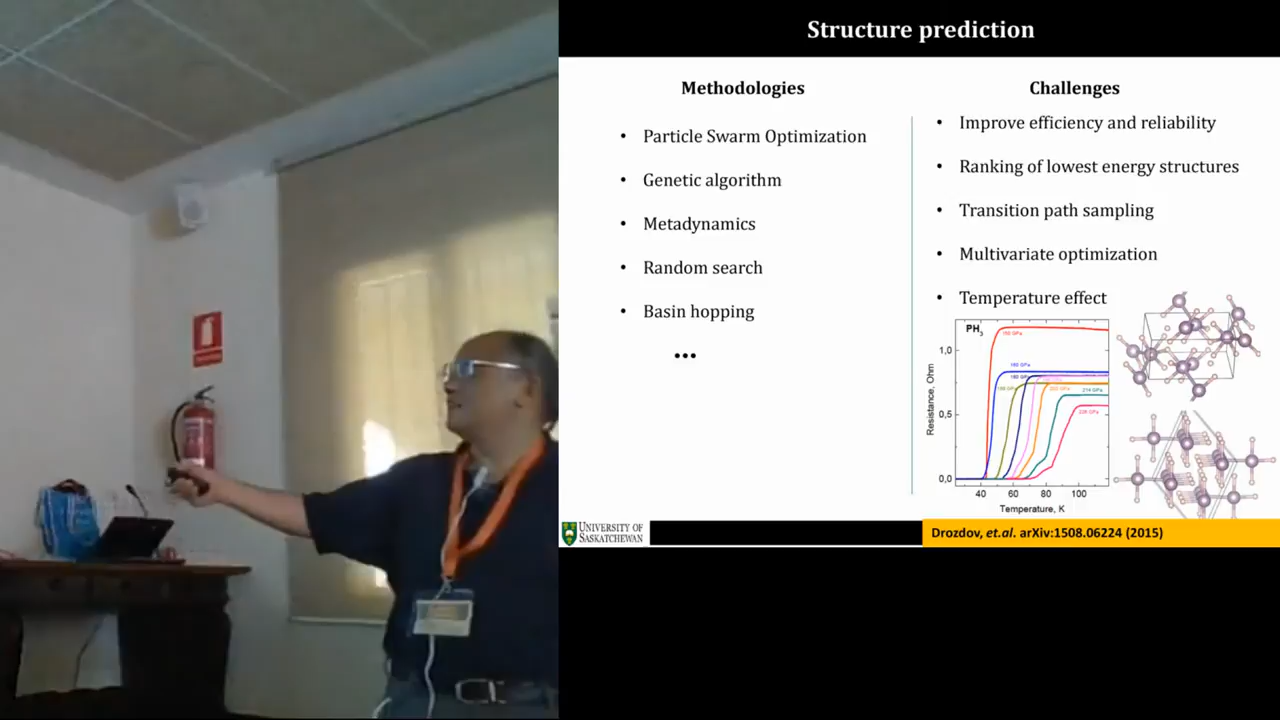 Structure prediction
Methodologies
• Particle Swarm Optimization
• Genetic algorithm
• Metadynamics
• Random search
• Basin hopping
•••
Challenges
• Improve efficiency and reliability
• Ranking of lowest energy structures
• Transition path sampling
• Multivariate optimization
• Temperature effect
PH3
1,0
0,5
0,0
Resistance, Ohm
40 60 80 100
Temperature, K
214 GPa
UNIVERSITY OF
SASKATCHEWAN
Drozdov, et.al. arXiv:1508.06224 (2015)